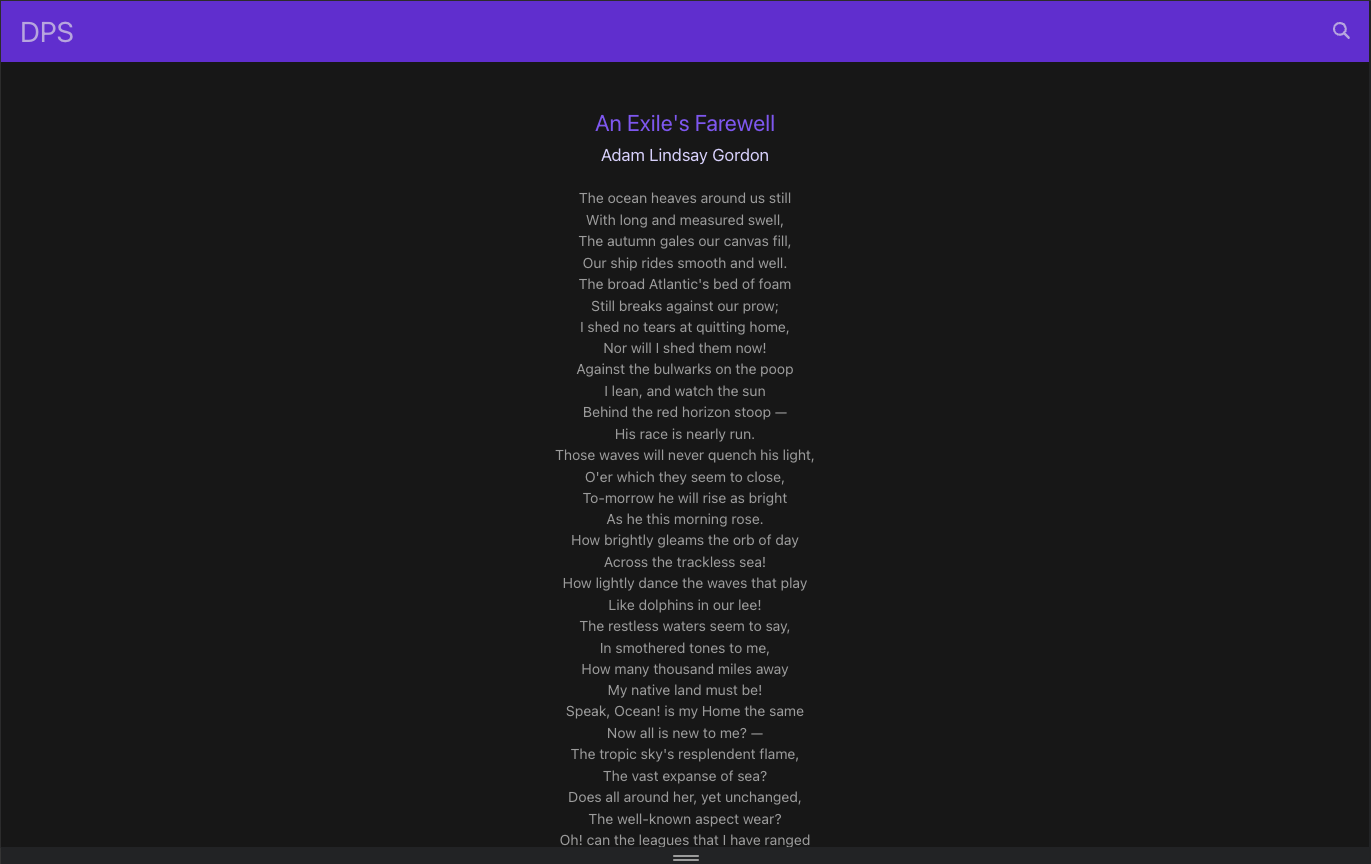 DPS
An Exile's Farewell
Adam Lindsay Gordon
The ocean heaves around us still
With long and measured swell,
The autumn gales our canvas fill,
Our ship rides smooth and well.
The broad Atlantic's bed of foam
Still breaks against our prow;
I shed no tears at quitting home,
Nor will I shed them now!
Against the bulwarks on the poop
I lean, and watch the sun
Behind the red horizon stoop —
His race is nearly run.
Those waves will never quench his light,
O'er which they seem to close,
To-morrow he will rise as bright
As he this morning rose.
How brightly gleams the orb of day
Across the trackless sea!
How lightly dance the waves that play
Like dolphins in our lee!
The restless waters seem to say,
In smothered tones to me,
How many thousand miles away
My native land must be!
Speak, Ocean! is my Home the same
Now all is new to me? —
The tropic sky's resplendent flame,
The vast expanse of sea?
Does all around her, yet unchanged,
The well-known aspect wear?
Oh! can the leagues that I have ranged